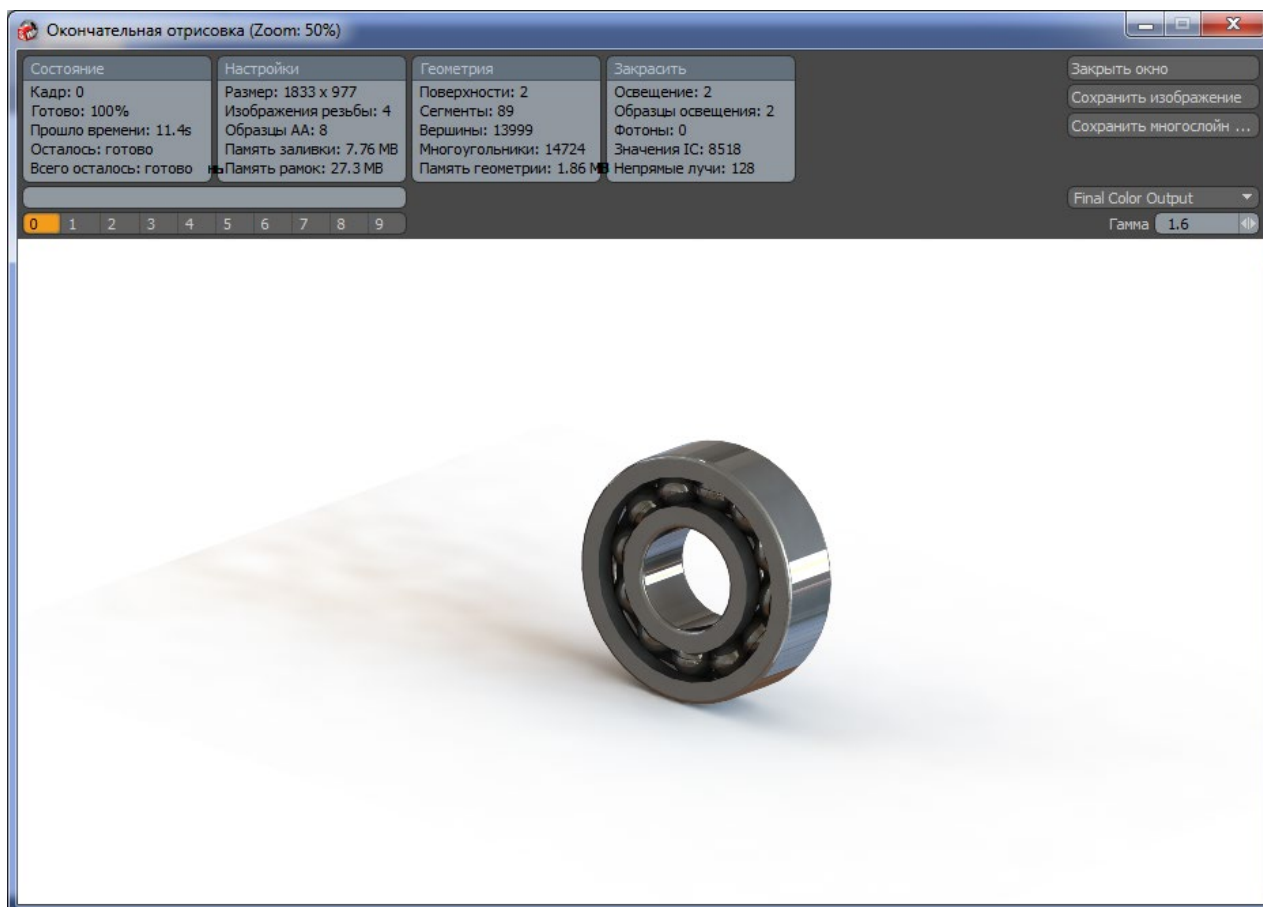 Окончательная отрисовка (Zoom: 50%)
Состояние
Кадр: 0
Готово: 100%
Прошло времени: 11.4s
Осталось: готово
Всего осталось: готово
Настройки
Размер: 1833 x 977
Изображения резьбы: 4
Образцы AA: 8
Память заливки: 7.76 MB
Память рамок: 27.3 MB
Геометрия
Поверхности: 2
Сегменты: 89
Вершины: 13999
Многоугольники: 14724
Память геометрии: 1.86 MB
Закрасить
Освещение: 2
Образцы освещения: 2
Фотоны: 0
Значения IC: 8518
Непрямые лучи: 128
Закрыть окно
Сохранить изображение
Сохранить многослойн ...
Final Color Output
Гамма 1.6
0 1 2 3 4 5 6 7 8 9